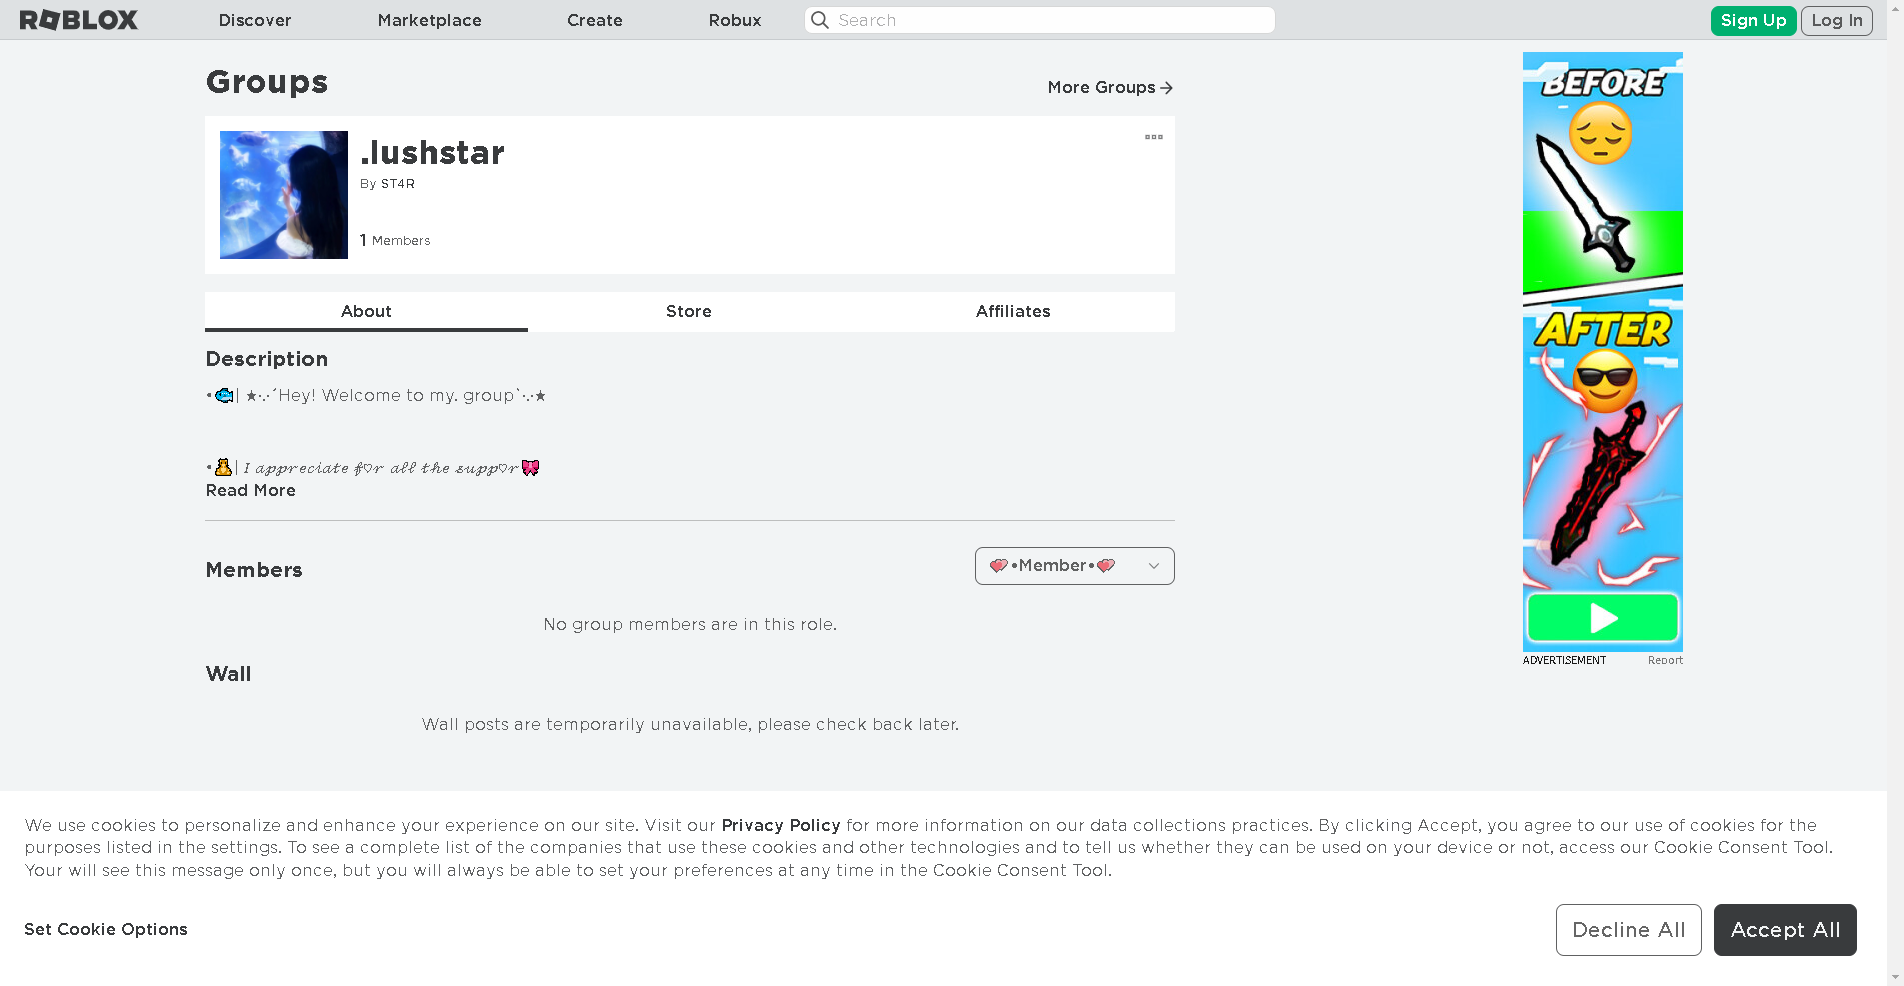 ROBLOX
Discover
Marketplace
Create
Robux
Search
Sign Up
Log In
Groups
More Groups
.lushstar
By ST4R
1 Members
About
Store
Affiliates
Description
•🐟| ★·.·´Hey! Welcome to my. group`·.·★
•🧸| 𝓘 𝓪𝓹𝓹𝓻𝓮𝓬𝓲𝓪𝓽𝓮 𝓯♡𝓻 𝓪𝓵𝓵 𝓽𝓱𝓮 𝓼𝓾𝓹𝓹♡𝓻🎀
Read More
Members
💕•Member•💕
No group members are in this role.
Wall
Wall posts are temporarily unavailable, please check back later.
BEFORE
AFTER
ADVERTISEMENT
Report
We use cookies to personalize and enhance your experience on our site. Visit our Privacy Policy for more information on our data collections practices. By clicking Accept, you agree to our use of cookies for the
purposes listed in the settings. To see a complete list of the companies that use these cookies and other technologies and to tell us whether they can be used on your device or not, access our Cookie Consent Tool.
Your will see this message only once, but you will always be able to set your preferences at any time in the Cookie Consent Tool.
Set Cookie Options
Decline All
Accept All